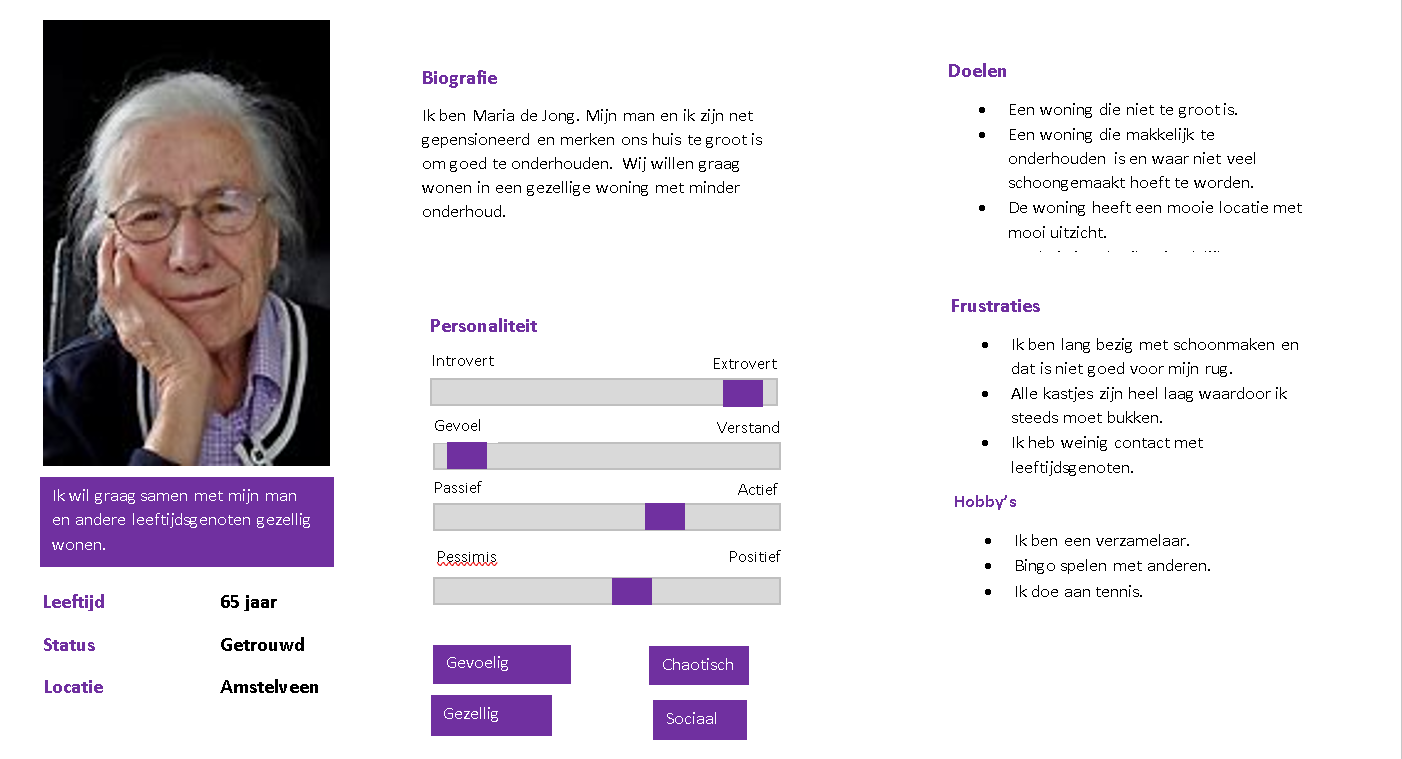 Ik wil graag samen met mijn man
en andere leeftijdsgenoten gezellig
wonen.
Leeftijd 65 jaar
Status Getrouwd
Locatie Amstelveen
Biografie
Ik ben Maria de Jong. Mijn man en ik zijn net
gepensioneerd en merken ons huis te groot is
om goed te onderhouden. Wij willen graag
wonen in een gezellige woning met minder
onderhoud.
Personaliteit
Introvert Extrovert
Gevoel Verstand
Passief Actief
Pessimis Positief
Gevoelig Chaotisch
Gezellig Sociaal
Doelen
• Een woning die niet te groot is.
• Een woning die makkelijk te
onderhouden is en waar niet veel
schoongemaakt hoeft te worden.
• De woning heeft een mooie locatie met
mooi uitzicht.
Frustraties
• Ik ben lang bezig met schoonmaken en
dat is niet goed voor mijn rug.
• Alle kastjes zijn heel laag waardoor ik
steeds moet bukken.
• Ik heb weinig contact met
leeftijdsgenoten.
Hobby's
• Ik ben een verzamelaar.
• Bingo spelen met anderen.
• Ik doe aan tennis.